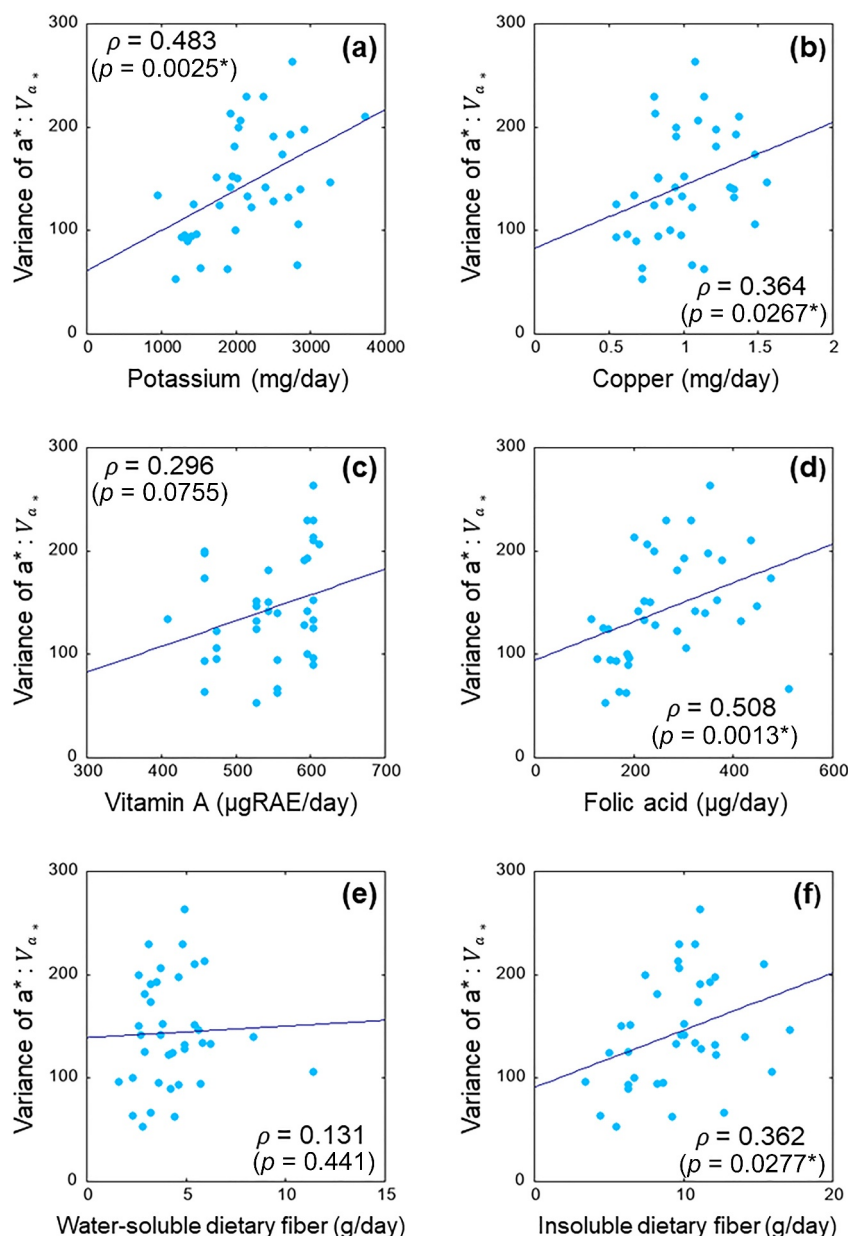 300
200
100
0
Variance of a* : Va*
ρ = 0.483
(p = 0.0025*)
(a)
0 1000 2000 3000 4000
Potassium (mg/day)
300
200
100
0
Variance of a* : Va*
(b)
ρ = 0.364
(p = 0.0267*)
0 0.5 1 1.5 2
Copper (mg/day)
300
200
100
0
Variance of a* : Va*
ρ = 0.296
(p = 0.0755)
(c)
300 400 500 600 700
Vitamin A (µgRAE/day)
300
200
100
0
Variance of a* : Va*
(d)
ρ = 0.508
(p = 0.0013*)
0 200 400 600
Folic acid (µg/day)
300
200
100
0
Variance of a* : Va*
(e)
ρ = 0.131
(p = 0.441)
0 5 10 15
Water-soluble dietary fiber (g/day)
300
200
100
0
Variance of a* : Va*
(f)
ρ = 0.362
(p = 0.0277*)
0 10 20
Insoluble dietary fiber (g/day)